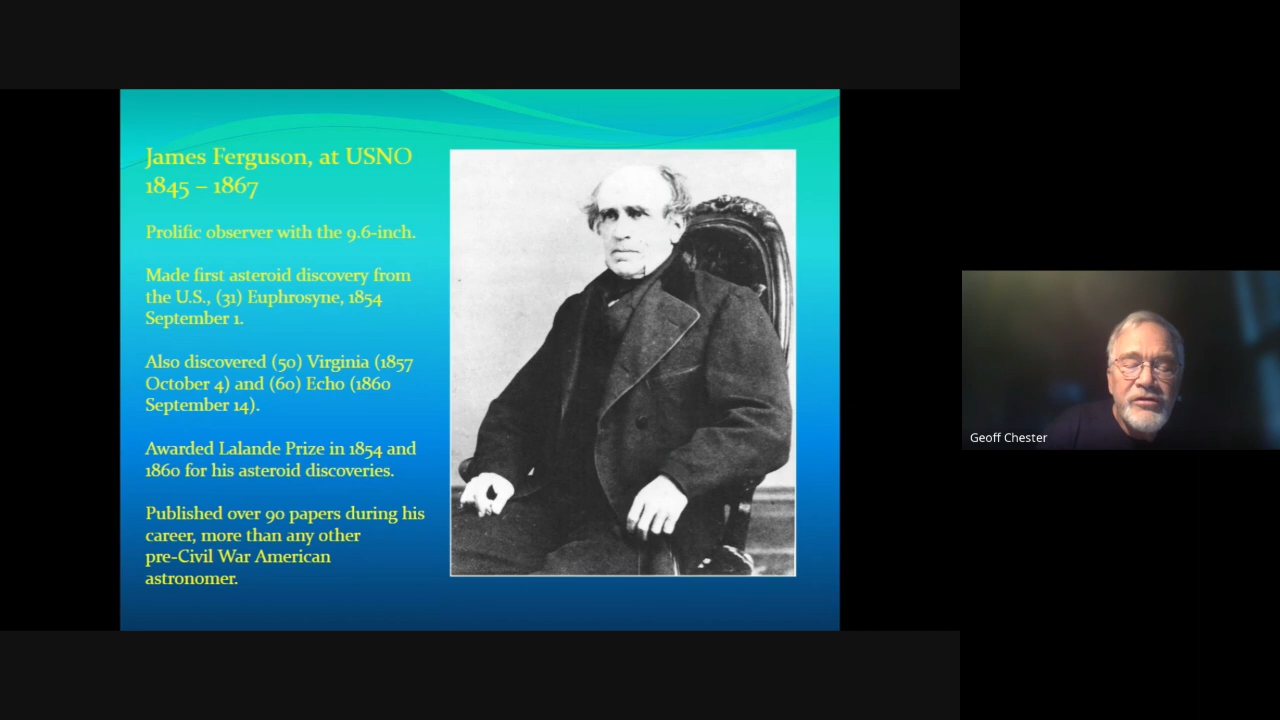 James Ferguson, at USNO
1845 – 1867
Prolific observer with the 9.6-inch.
Made first asteroid discovery from
the U.S., (31) Euphrosyne, 1854
September 1.
Also discovered (50) Virginia (1857
October 4) and (60) Echo (1860
September 14).
Awarded Lalande Prize in 1854 and
1860 for his asteroid discoveries.
Published over 90 papers during his
career, more than any other
pre-Civil War American
astronomer.
Geoff Chester